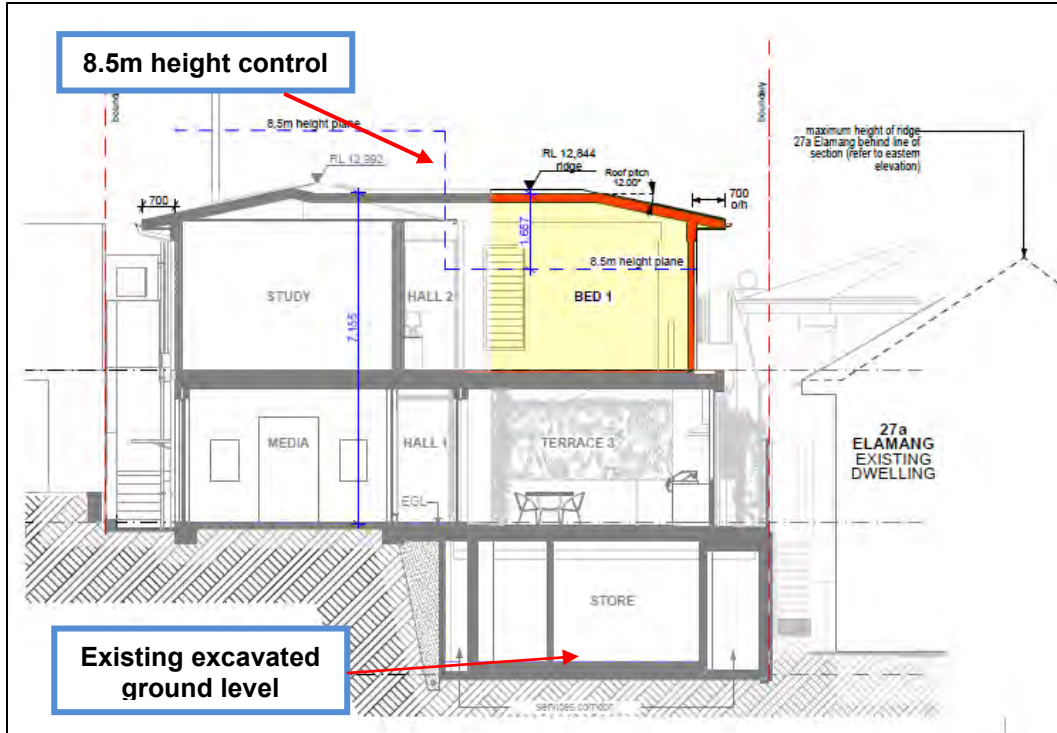 8.5m height control
boundary
boundary
8.5m height plane
RL 12,992
RL 12,844
ridge
Roof pitch
12.00°
maximum height of ridge
27a Elamang behind line of
section (refer to eastern
elevation)
700
700
o/h
1.667
8.5m height plane
STUDY
HALL 2
BED 1
7.155
MEDIA
HALL 1
TERRACE 3
27a
ELAMANG
EXISTING
DWELLING
EGL
STORE
Existing excavated
ground level
services corridor